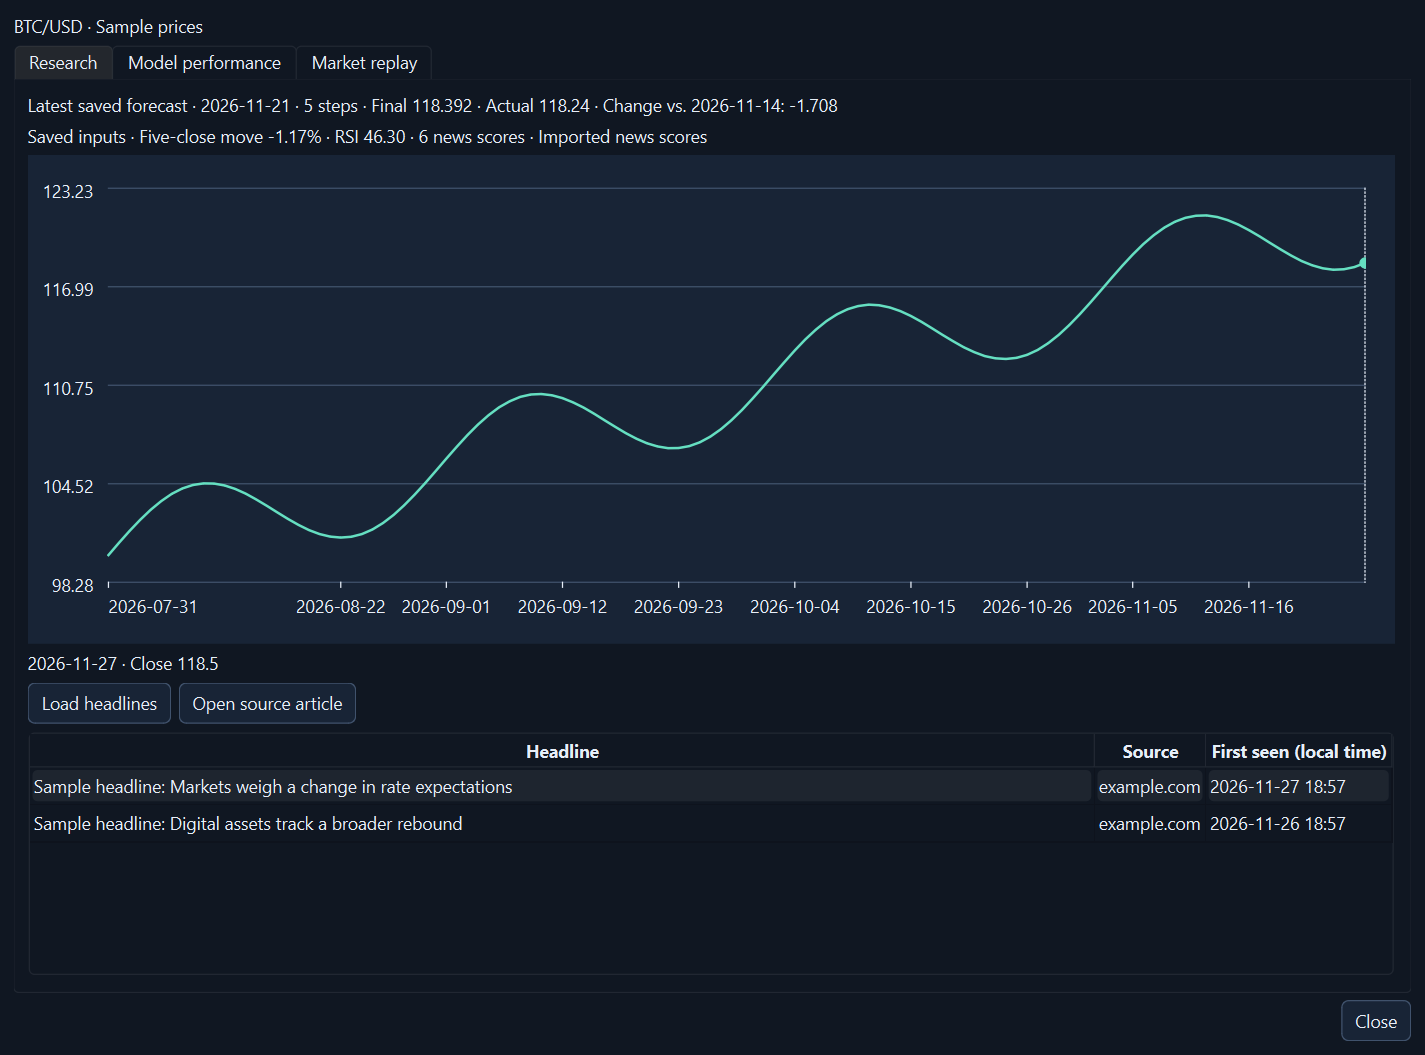 BTC/USD · Sample prices
Research
Model performance
Market replay
Latest saved forecast · 2026-11-21 · 5 steps · Final 118.392 · Actual 118.24 · Change vs. 2026-11-14: -1.708
Saved inputs · Five-close move -1.17% · RSI 46.30 · 6 news scores · Imported news scores
123.23
116.99
110.75
104.52
98.28
2026-07-31 2026-08-22 2026-09-01 2026-09-12 2026-09-23 2026-10-04 2026-10-15 2026-10-26 2026-11-05 2026-11-16
2026-11-27 · Close 118.5
Load headlines
Open source article
Headline Source First seen (local time)
Sample headline: Markets weigh a change in rate expectations example.com 2026-11-27 18:57
Sample headline: Digital assets track a broader rebound example.com 2026-11-26 18:57
Close